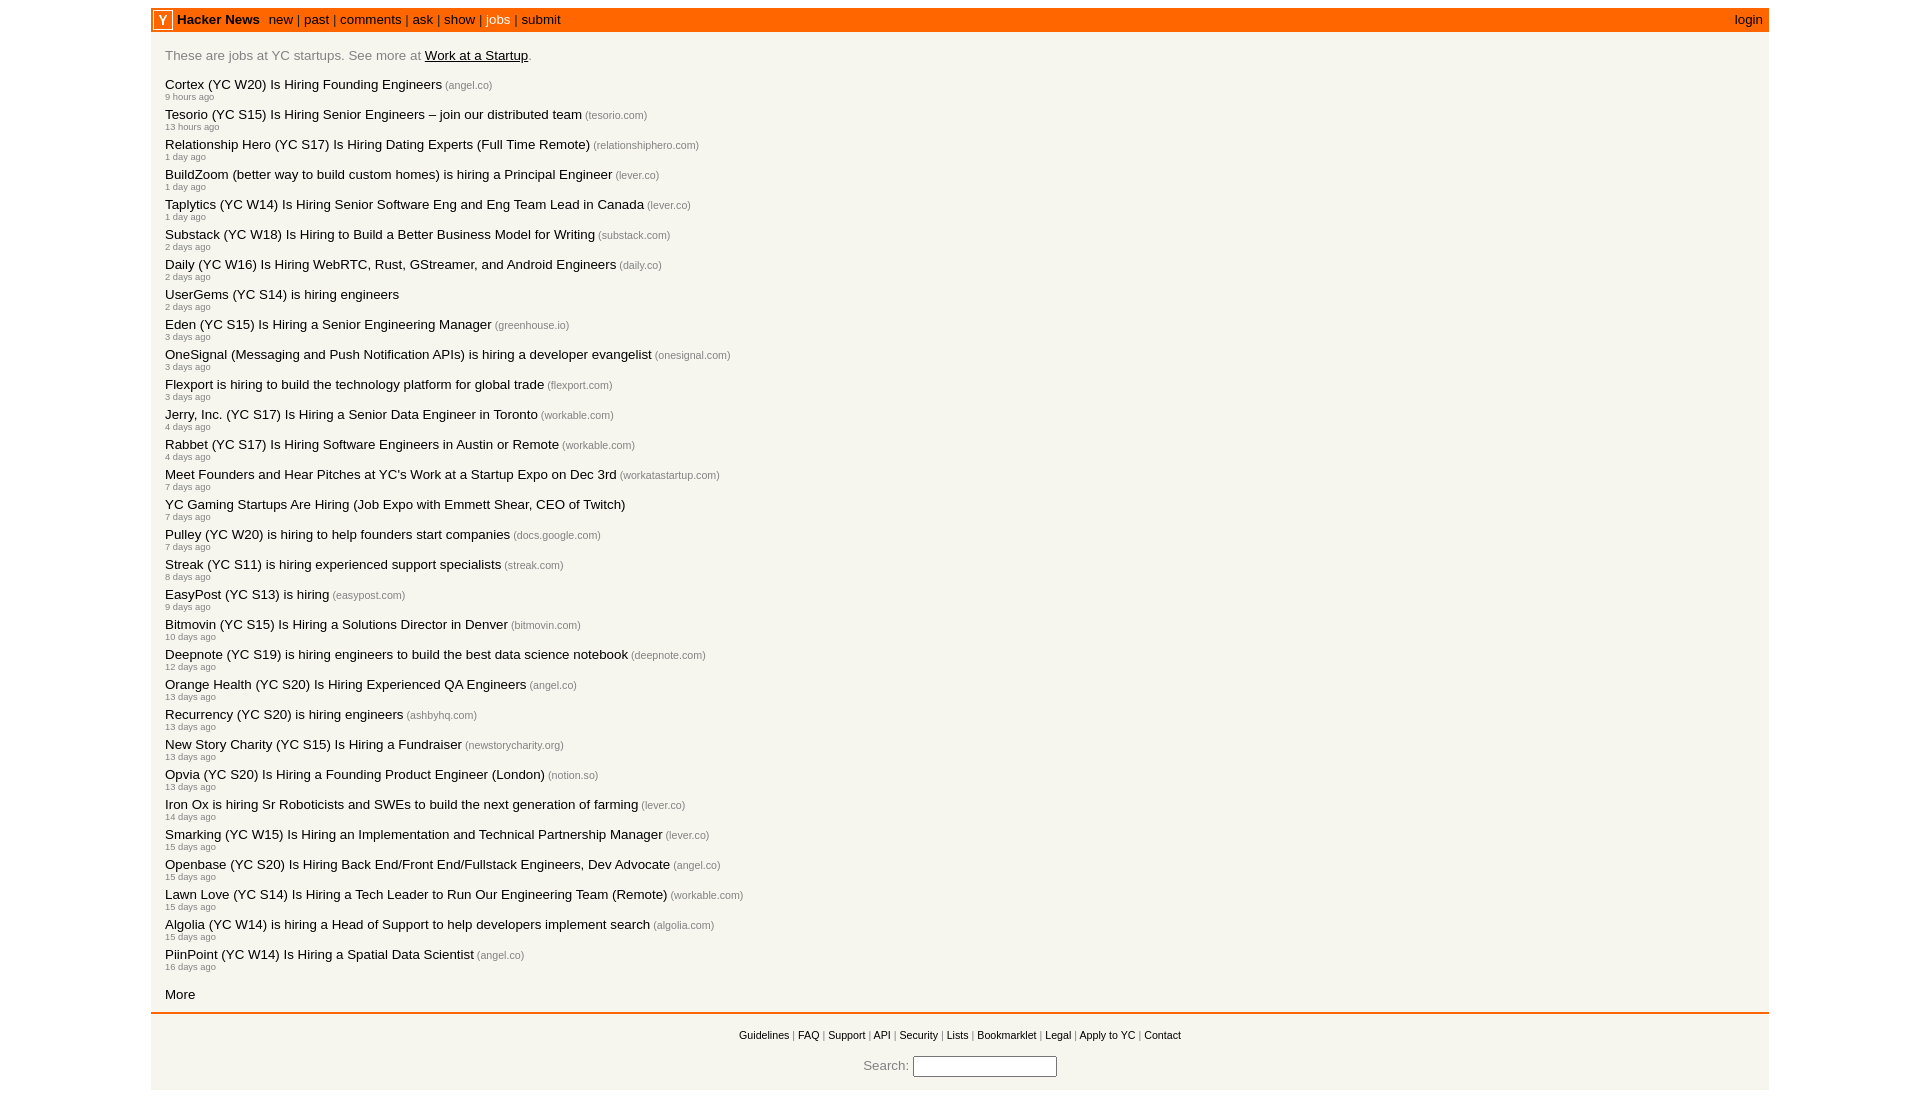 Y Hacker News new | past | comments | ask | show | jobs | submit login
These are jobs at YC startups. See more at Work at a Startup.
Cortex (YC W20) Is Hiring Founding Engineers (angel.co)
9 hours ago
Tesorio (YC S15) Is Hiring Senior Engineers – join our distributed team (tesorio.com)
13 hours ago
Relationship Hero (YC S17) Is Hiring Dating Experts (Full Time Remote) (relationshiphero.com)
1 day ago
BuildZoom (better way to build custom homes) is hiring a Principal Engineer (lever.co)
1 day ago
Taplytics (YC W14) Is Hiring Senior Software Eng and Eng Team Lead in Canada (lever.co)
1 day ago
Substack (YC W18) Is Hiring to Build a Better Business Model for Writing (substack.com)
2 days ago
Daily (YC W16) Is Hiring WebRTC, Rust, GStreamer, and Android Engineers (daily.co)
2 days ago
UserGems (YC S14) is hiring engineers
2 days ago
Eden (YC S15) Is Hiring a Senior Engineering Manager (greenhouse.io)
3 days ago
OneSignal (Messaging and Push Notification APIs) is hiring a developer evangelist (onesignal.com)
3 days ago
Flexport is hiring to build the technology platform for global trade (flexport.com)
3 days ago
Jerry, Inc. (YC S17) Is Hiring a Senior Data Engineer in Toronto (workable.com)
4 days ago
Rabbet (YC S17) Is Hiring Software Engineers in Austin or Remote (workable.com)
4 days ago
Meet Founders and Hear Pitches at YC's Work at a Startup Expo on Dec 3rd (workatastartup.com)
7 days ago
YC Gaming Startups Are Hiring (Job Expo with Emmett Shear, CEO of Twitch)
7 days ago
Pulley (YC W20) is hiring to help founders start companies (docs.google.com)
7 days ago
Streak (YC S11) is hiring experienced support specialists (streak.com)
8 days ago
EasyPost (YC S13) is hiring (easypost.com)
9 days ago
Bitmovin (YC S15) Is Hiring a Solutions Director in Denver (bitmovin.com)
10 days ago
Deepnote (YC S19) is hiring engineers to build the best data science notebook (deepnote.com)
12 days ago
Orange Health (YC S20) Is Hiring Experienced QA Engineers (angel.co)
13 days ago
Recurrency (YC S20) is hiring engineers (ashbyhq.com)
13 days ago
New Story Charity (YC S15) Is Hiring a Fundraiser (newstorycharity.org)
13 days ago
Opvia (YC S20) Is Hiring a Founding Product Engineer (London) (notion.so)
13 days ago
Iron Ox is hiring Sr Roboticists and SWEs to build the next generation of farming (lever.co)
14 days ago
Smarking (YC W15) Is Hiring an Implementation and Technical Partnership Manager (lever.co)
15 days ago
Openbase (YC S20) Is Hiring Back End/Front End/Fullstack Engineers, Dev Advocate (angel.co)
15 days ago
Lawn Love (YC S14) Is Hiring a Tech Leader to Run Our Engineering Team (Remote) (workable.com)
15 days ago
Algolia (YC W14) is hiring a Head of Support to help developers implement search (algolia.com)
15 days ago
PiinPoint (YC W14) Is Hiring a Spatial Data Scientist (angel.co)
16 days ago
More
Guidelines | FAQ | Support | API | Security | Lists | Bookmarklet | Legal | Apply to YC | Contact
Search: